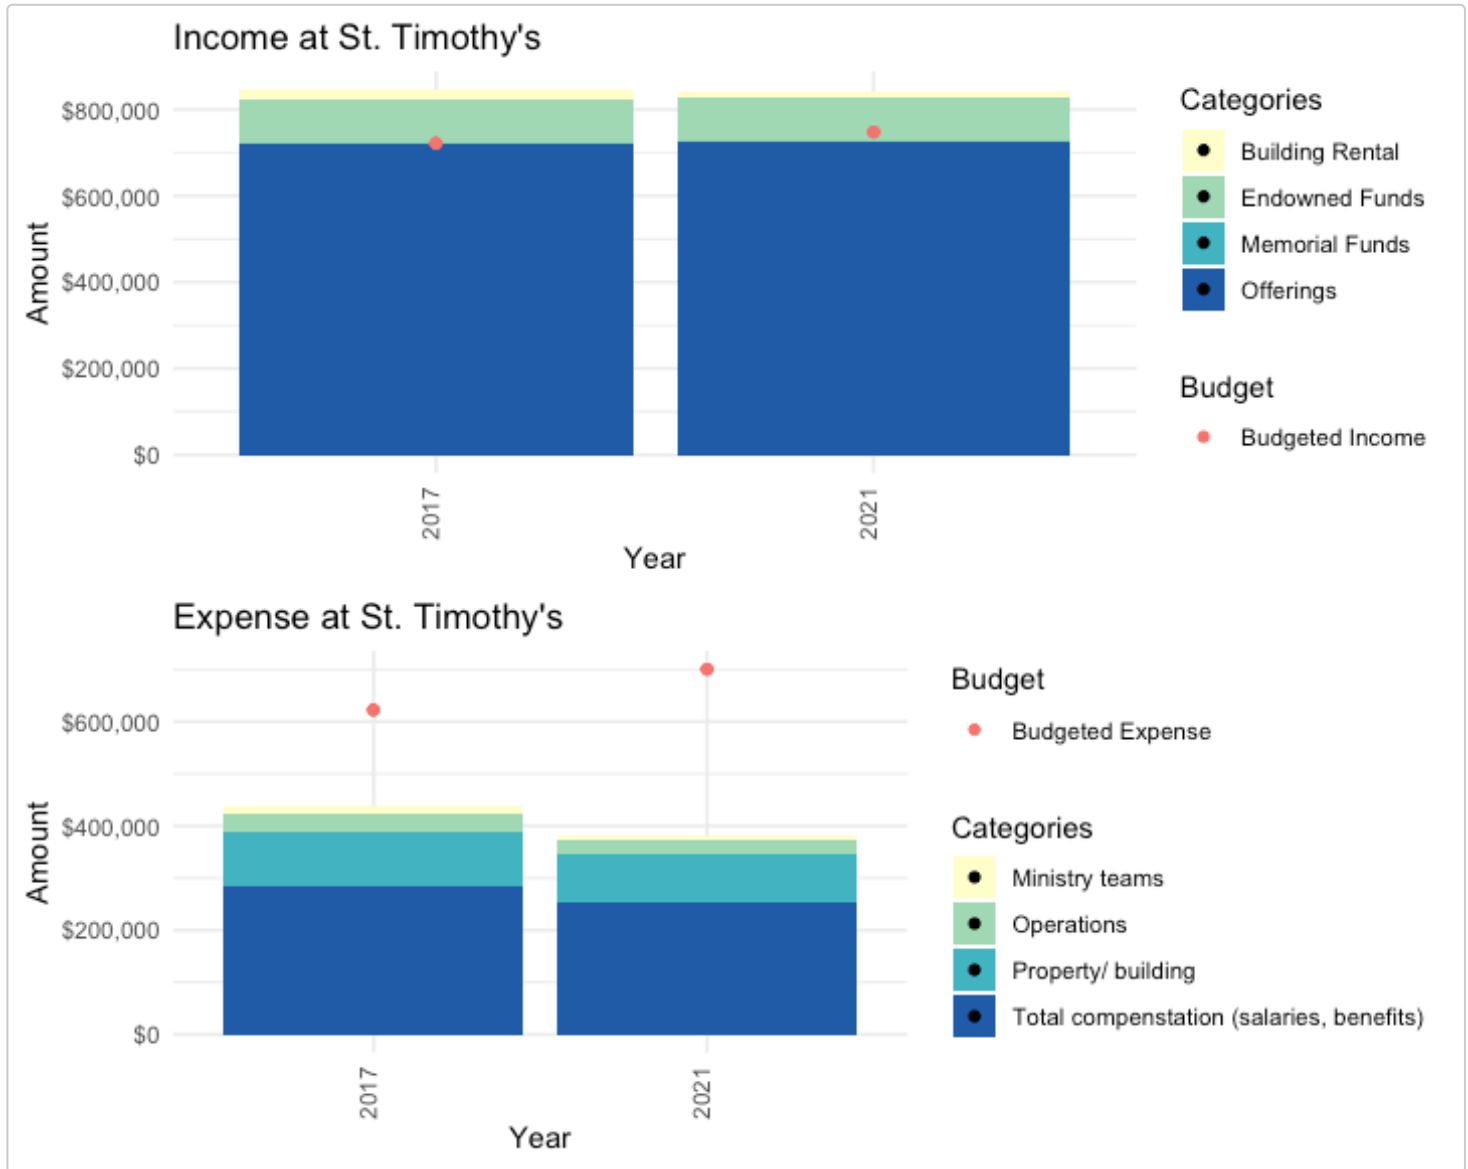 Income at St. Timothy's
$800,000
$600,000
$400,000
$200,000
$0
Amount
2017
2021
Year
Categories
Building Rental
Endowned Funds
Memorial Funds
Offerings
Budget
Budgeted Income
Expense at St. Timothy's
$600,000
$400,000
$200,000
$0
Amount
2017
2021
Year
Budget
Budgeted Expense
Categories
Ministry teams
Operations
Property/ building
Total compenstation (salaries, benefits)